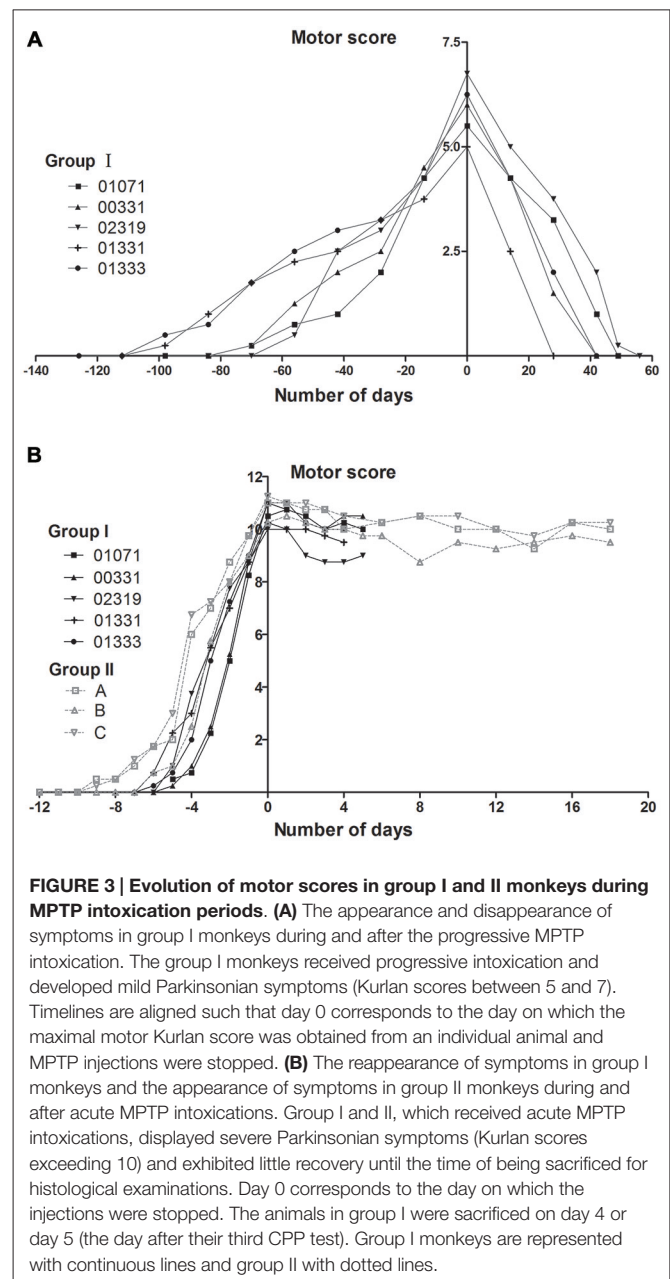 A
Motor score
7.5
5.0
2.5
Group I
01071
00331
02319
01331
01333
-140 -120 -100 -80 -60 -40 -20 0 20 40 60
Number of days
B
Motor score
12
10
8
6
4
2
Group I
01071
00331
02319
01331
01333
Group II
A
B
C
-12 -8 -4 0 4 8 12 16 20
Number of days
FIGURE 3 | Evolution of motor scores in group I and II monkeys during
MPTP intoxication periods. (A) The appearance and disappearance of
symptoms in group I monkeys during and after the progressive MPTP
intoxication. The group I monkeys received progressive intoxication and
developed mild Parkinsonian symptoms (Kurlan scores between 5 and 7).
Timelines are aligned such that day 0 corresponds to the day on which the
maximal motor Kurlan score was obtained from an individual animal and
MPTP injections were stopped. (B) The reappearance of symptoms in group I
monkeys and the appearance of symptoms in group II monkeys during and
after acute MPTP intoxications. Group I and II, which received acute MPTP
intoxications, displayed severe Parkinsonian symptoms (Kurlan scores
exceeding 10) and exhibited little recovery until the time of being sacrificed for
histological examinations. Day 0 corresponds to the day on which the
injections were stopped. The animals in group I were sacrificed on day 4 or
day 5 (the day after their third CPP test). Group I monkeys are represented
with continuous lines and group II with dotted lines.